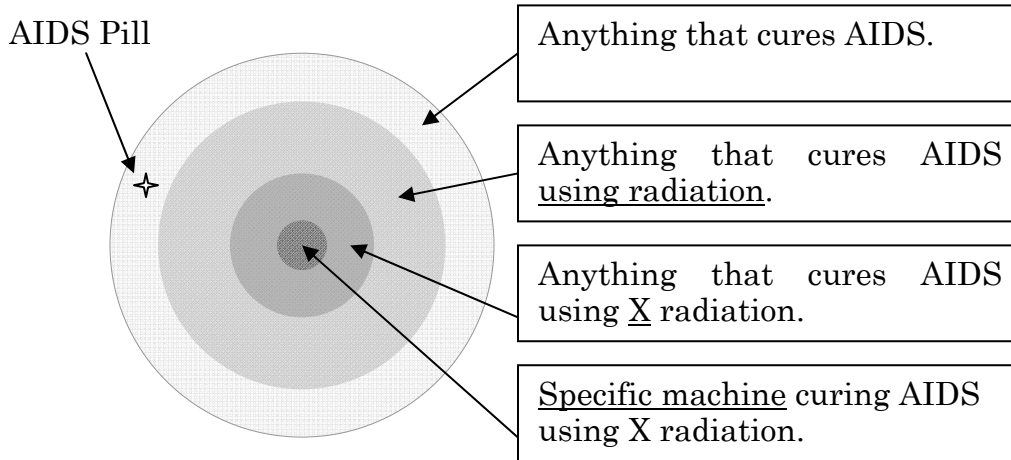 AIDS Pill
Anything that cures AIDS.
Anything that cures AIDS
using radiation.
Anything that cures AIDS
using X radiation.
Specific machine curing AIDS
using X radiation.